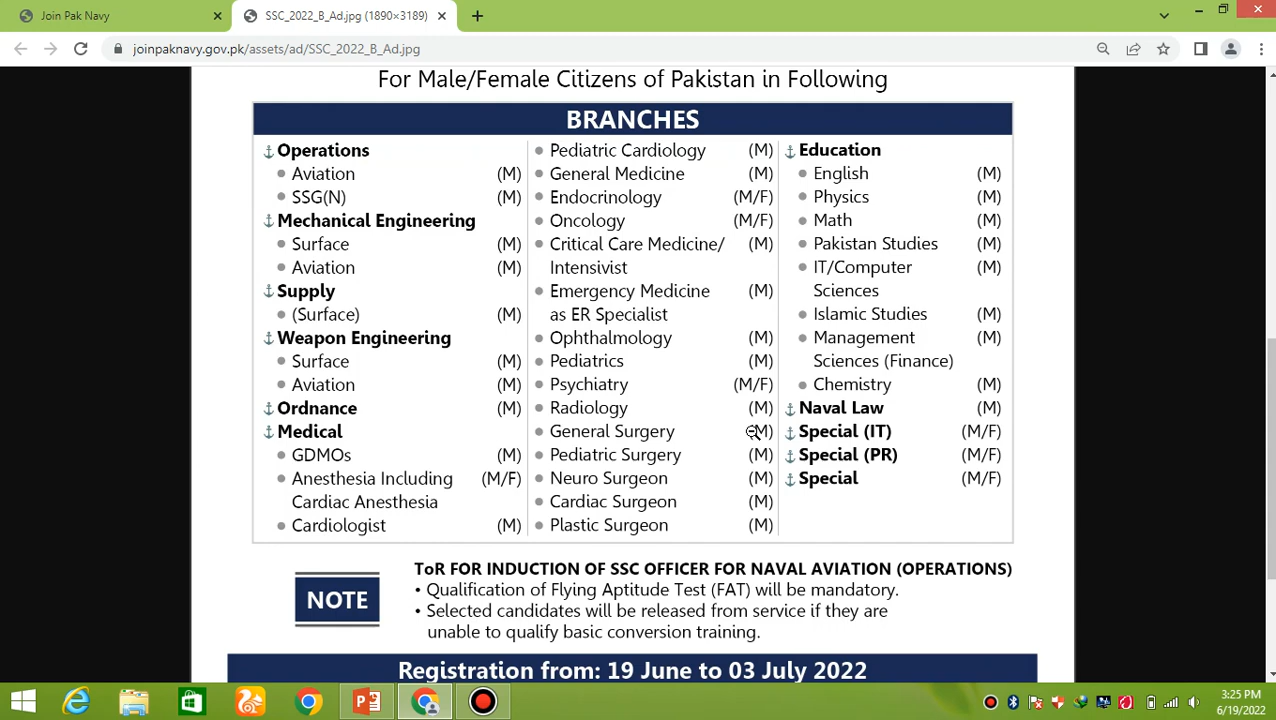 Join Pak Navy
SSC_2022_B_Ad.jpg (1890×3189)
joinpaknavy.gov.pk/assets/ad/SSC_2022_B_Ad.jpg
For Male/Female Citizens of Pakistan in Following
BRANCHES
Operations
Aviation (M)
SSG(N) (M)
Mechanical Engineering
Surface (M)
Aviation (M)
Supply
(Surface) (M)
Weapon Engineering
Surface (M)
Aviation (M)
Ordnance (M)
Medical
GDMOs (M)
Anesthesia Including (M/F)
Cardiac Anesthesia
Cardiologist (M)
Pediatric Cardiology (M)
General Medicine (M)
Endocrinology (M/F)
Oncology (M/F)
Critical Care Medicine/ (M)
Intensivist
Emergency Medicine (M)
as ER Specialist
Ophthalmology (M)
Pediatrics (M)
Psychiatry (M/F)
Radiology (M)
General Surgery (M)
Pediatric Surgery (M)
Neuro Surgeon (M)
Cardiac Surgeon (M)
Plastic Surgeon (M)
Education
English (M)
Physics (M)
Math (M)
Pakistan Studies (M)
IT/Computer (M)
Sciences
Islamic Studies (M)
Management (M)
Sciences (Finance)
Chemistry (M)
Naval Law (M)
Special (IT) (M/F)
Special (PR) (M/F)
Special (M/F)
NOTE
ToR FOR INDUCTION OF SSC OFFICER FOR NAVAL AVIATION (OPERATIONS)
• Qualification of Flying Aptitude Test (FAT) will be mandatory.
• Selected candidates will be released from service if they are
unable to qualify basic conversion training.
Registration from: 19 June to 03 July 2022
3:25 PM
6/19/2022